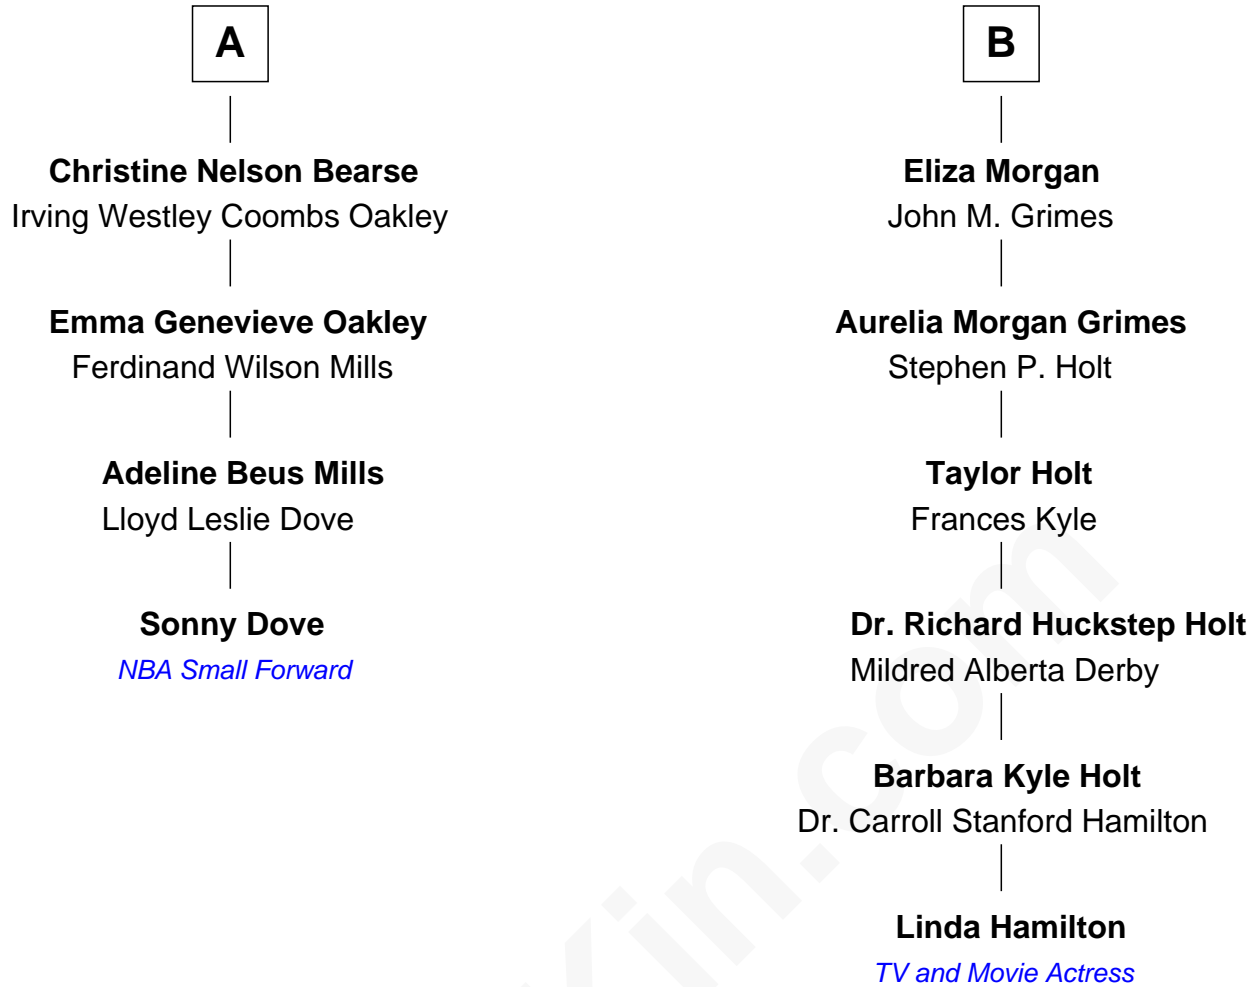 A
Christine Nelson Bearse
Irving Westley Coombs Oakley
Emma Genevieve Oakley
Ferdinand Wilson Mills
Adeline Beus Mills
Lloyd Leslie Dove
Sonny Dove
NBA Small Forward
B
Eliza Morgan
John M. Grimes
Aurelia Morgan Grimes
Stephen P. Holt
Taylor Holt
Frances Kyle
Dr. Richard Huckstep Holt
Mildred Alberta Derby
Barbara Kyle Holt
Dr. Carroll Stanford Hamilton
Linda Hamilton
TV and Movie Actress
Kin.com